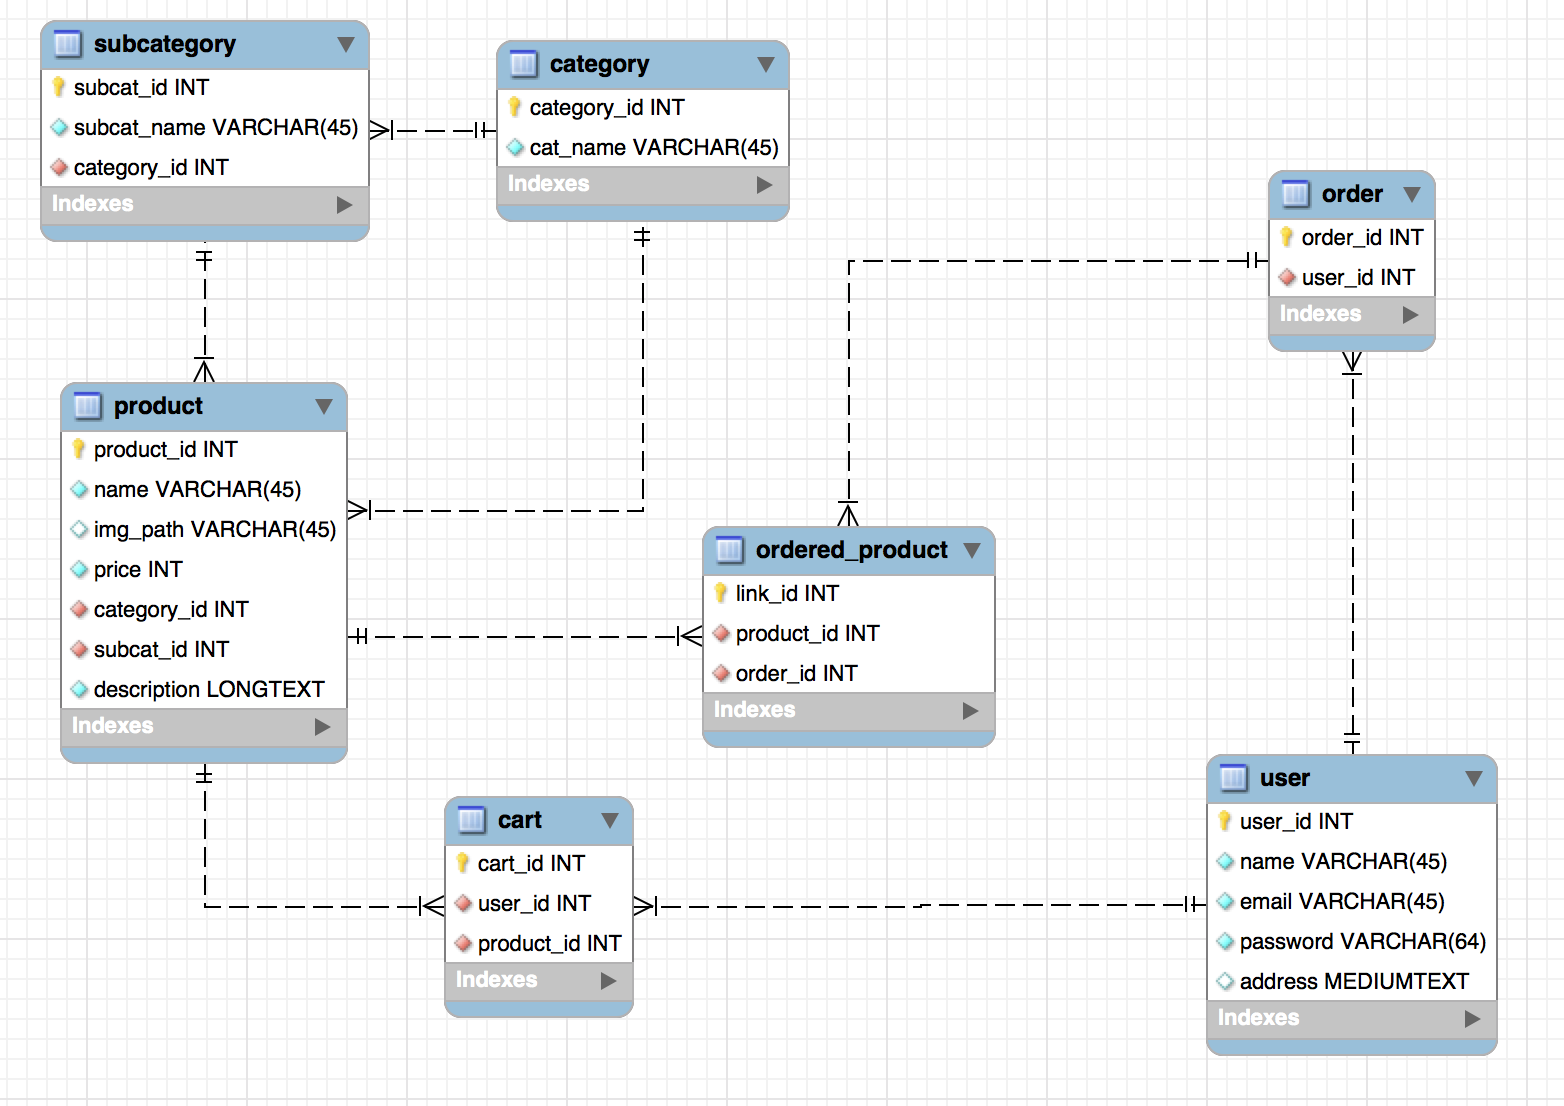 subcategory
subcat_id INT
subcat_name VARCHAR(45)
category_id INT
Indexes
category
category_id INT
cat_name VARCHAR(45)
Indexes
order
order_id INT
user_id INT
Indexes
product
product_id INT
name VARCHAR(45)
img_path VARCHAR(45)
price INT
category_id INT
subcat_id INT
description LONGTEXT
Indexes
ordered_product
link_id INT
product_id INT
order_id INT
Indexes
cart
cart_id INT
user_id INT
product_id INT
Indexes
user
user_id INT
name VARCHAR(45)
email VARCHAR(45)
password VARCHAR(64)
address MEDIUMTEXT
Indexes